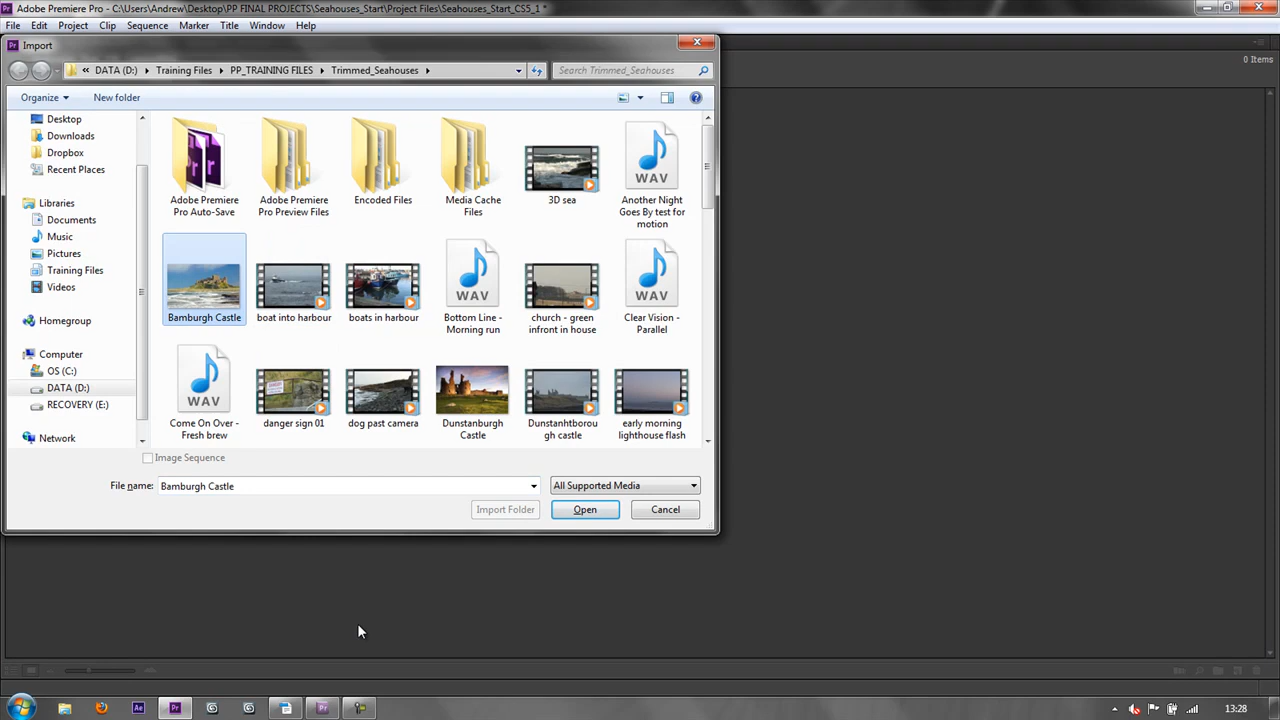 Adobe Premiere Pro - C:\Users\Andrew\Desktop\PP FINAL PROJECTS\Seahouses_Start\Project Files\Seahouses_Start_CS5_1 *
File Edit Project Clip Sequence Marker Title Window Help
Import
0 Items
« DATA (D:) Training Files PP_TRAINING FILES Trimmed_Seahouses
Search Trimmed_Seahouses
Organize New folder
Desktop
Downloads
Dropbox
Recent Places
Libraries
Documents
Music
Pictures
Training Files
Videos
Homegroup
Computer
OS (C:)
DATA (D:)
RECOVERY (E:)
Network
Adobe Premiere
Pro Auto-Save
Adobe Premiere
Pro Preview Files
Encoded Files
Media Cache
Files
3D sea
WAV
Another Night
Goes By test for
motion
Bamburgh Castle
boat into harbour
boats in harbour
WAV
Bottom Line -
Morning run
church - green
infront in house
WAV
Clear Vision -
Parallel
WAV
Come On Over -
Fresh brew
danger sign 01
dog past camera
Dunstanburgh
Castle
Dunstanhtborou
gh castle
early morning
lighthouse flash
Image Sequence
File name: Bamburgh Castle
All Supported Media
Import Folder Open Cancel
13:28